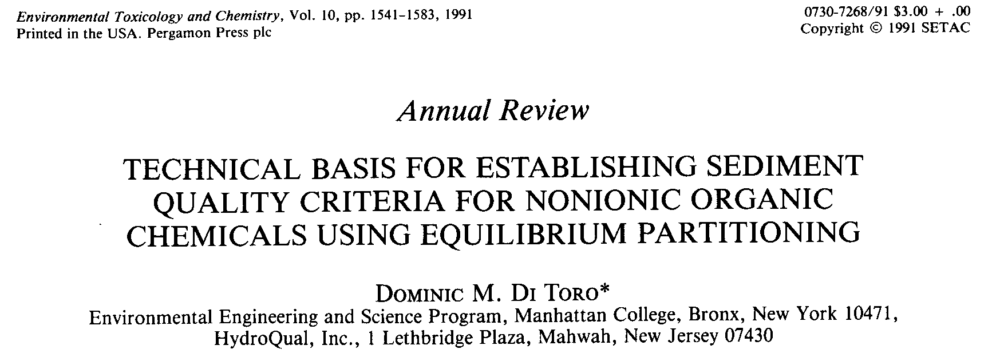 Environmental Toxicology and Chemistry, Vol. 10, pp. 1541–1583, 1991
Printed in the USA. Pergamon Press plc
0730-7268/91 $3.00 + .00
Copyright © 1991 SETAC
Annual Review
TECHNICAL BASIS FOR ESTABLISHING SEDIMENT
QUALITY CRITERIA FOR NONIONIC ORGANIC
CHEMICALS USING EQUILIBRIUM PARTITIONING
DOMINIC M. DI TORO*
Environmental Engineering and Science Program, Manhattan College, Bronx, New York 10471,
HydroQual, Inc., 1 Lethbridge Plaza, Mahwah, New Jersey 07430